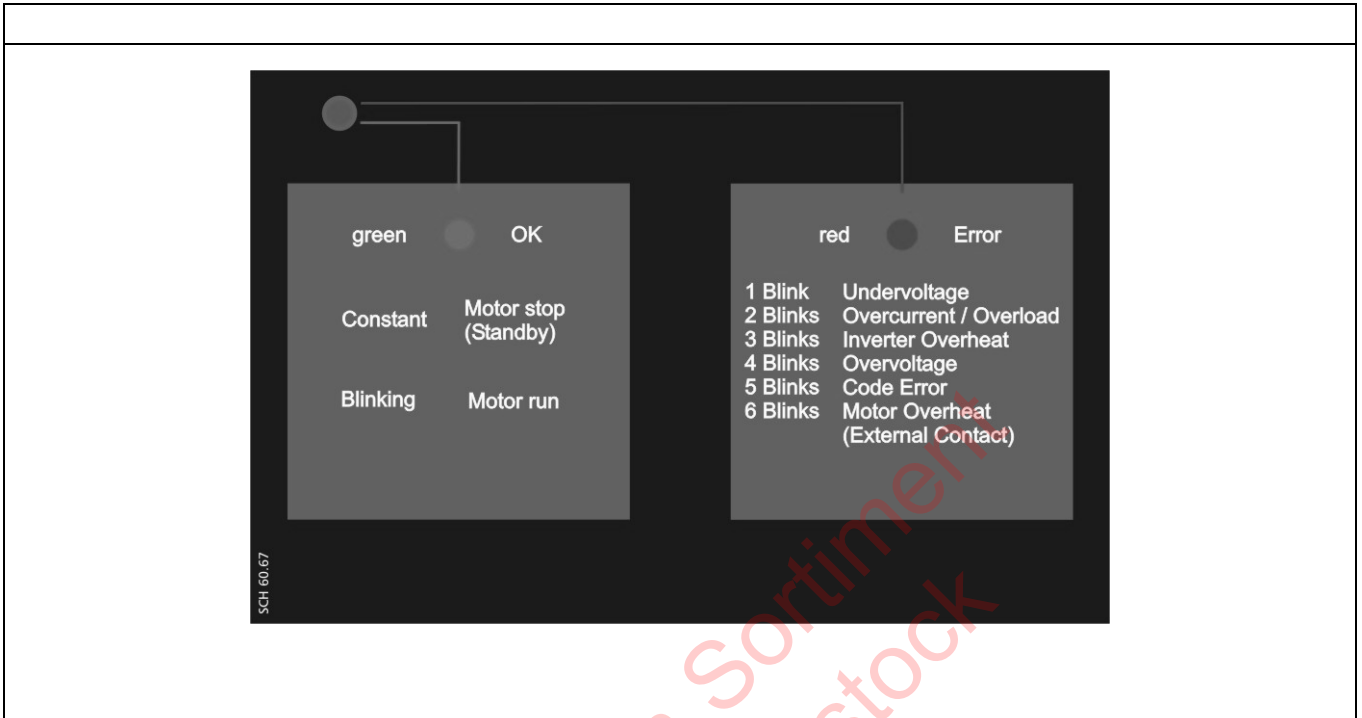 green OK
Constant Motor stop
(Standby)
Blinking Motor run
red Error
1 Blink Undervoltage
2 Blinks Overcurrent / Overload
3 Blinks Inverter Overheat
4 Blinks Overvoltage
5 Blinks Code Error
6 Blinks Motor Overheat
(External Contact)
SCH 60.67
Sortiment
stock